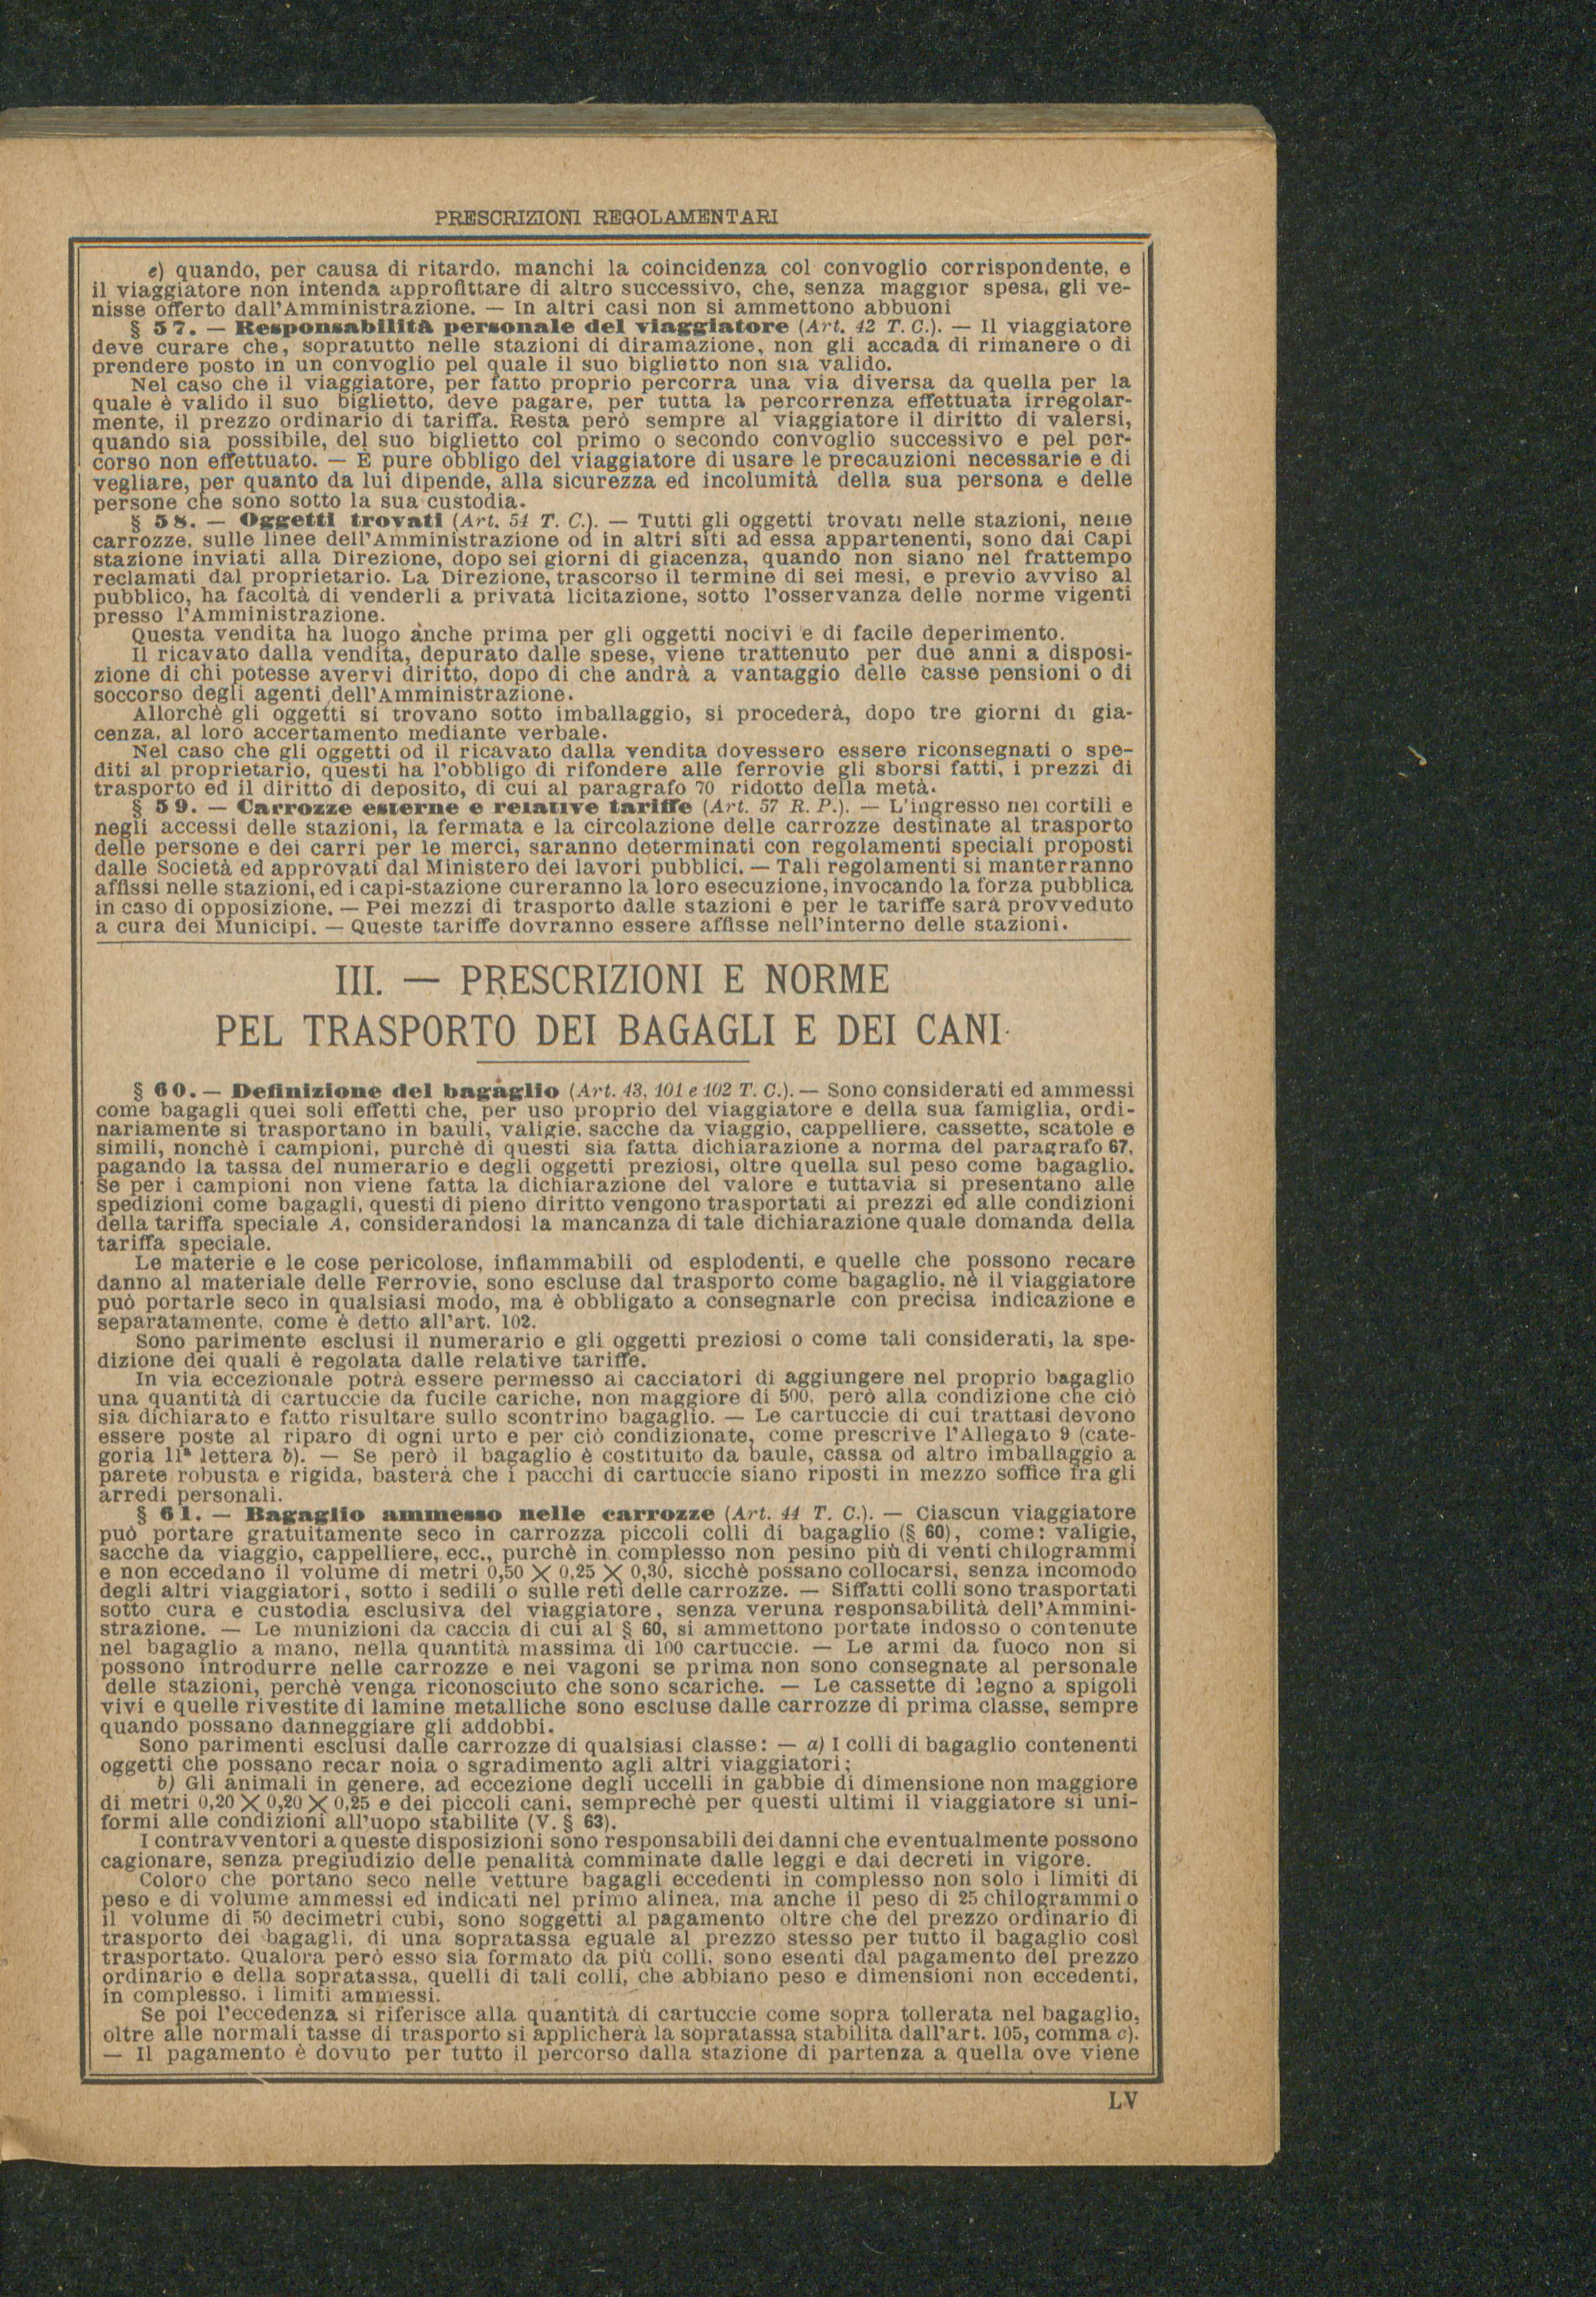 PRESCRIZIONI REGOLAMENTARI
e) quando, per causa di ritardo, manchi la coincidenza col convoglio corrispondente, e
il viaggiatore non intenda approfittare di altro successivo, che, senza maggior spesa, gli ve-
nisse offerto dall'Amministrazione. — In altri casi non si ammettono abbuoni
§ 57. — Responsabilità personale del viaggiatore (Art. 42 T. C.). — Il viaggiatore
deve curare che, sopratutto nelle stazioni di diramazione, non gli accada di rimanere o di
prendere posto in un convoglio pel quale il suo biglietto non sia valido.
Nel caso che il viaggiatore, per fatto proprio percorra una via diversa da quella per la
quale è valido il suo biglietto, deve pagare, per tutta la percorrenza effettuata irregolar-
mente, il prezzo ordinario di tariffa. Resta però sempre al viaggiatore il diritto di valersi,
quando sia possibile, del suo biglietto col primo o secondo convoglio successivo e pel per-
corso non effettuato. — È pure obbligo del viaggiatore di usare le precauzioni necessarie e di
vegliare, per quanto da lui dipende, alla sicurezza ed incolumità della sua persona e delle
persone che sono sotto la sua custodia.
§ 58. — Oggetti trovati (Art. 54 T. C.). — Tutti gli oggetti trovati nelle stazioni, nelle
carrozze, sulle linee dell'Amministrazione od in altri siti ad essa appartenenti, sono dai Capi
stazione inviati alla Direzione, dopo sei giorni di giacenza, quando non siano nel frattempo
reclamati dal proprietario. La Direzione, trascorso il termine di sei mesi, e previo avviso al
pubblico, ha facoltà di venderli a privata licitazione, sotto l'osservanza delle norme vigenti
presso l'Amministrazione.
Questa vendita ha luogo anche prima per gli oggetti nocivi e di facile deperimento.
Il ricavato dalla vendita, depurato dalle spese, viene trattenuto per due anni a disposi-
zione di chi potesse avervi diritto, dopo di che andrà a vantaggio delle Casse pensioni o di
soccorso degli agenti dell'Amministrazione.
Allorchè gli oggetti si trovano sotto imballaggio, si procederà, dopo tre giorni di gia-
cenza, al loro accertamento mediante verbale.
Nel caso che gli oggetti od il ricavato dalla vendita dovessero essere riconsegnati o spe-
diti al proprietario, questi ha l'obbligo di rifondere alle ferrovie gli sborsi fatti, i prezzi di
trasporto ed il diritto di deposito, di cui al paragrafo 70 ridotto della metà.
§ 59. — Carrozze esterne e relative tariffe (Art. 57 R. P.). — L'ingresso nei cortili e
negli accessi delle stazioni, la fermata e la circolazione delle carrozze destinate al trasporto
delle persone e dei carri per le merci, saranno determinati con regolamenti speciali proposti
dalle Società ed approvati dal Ministero dei lavori pubblici. — Tali regolamenti si manterranno
affissi nelle stazioni, ed i capi-stazione cureranno la loro esecuzione, invocando la forza pubblica
in caso di opposizione. — Pei mezzi di trasporto dalle stazioni e per le tariffe sarà provveduto
a cura dei Municipi. — Queste tariffe dovranno essere affisse nell'interno delle stazioni.
III. — PRESCRIZIONI E NORME
PEL TRASPORTO DEI BAGAGLI E DEI CANI
§ 60. — Definizione del bagaglio (Art. 43, 101 e 102 T. C.). — Sono considerati ed ammessi
come bagagli quei soli effetti che, per uso proprio del viaggiatore e della sua famiglia, ordi-
nariamente si trasportano in bauli, valigie, sacche da viaggio, cappelliere, cassette, scatole e
simili, nonchè i campioni, purchè di questi sia fatta dichiarazione a norma del paragrafo 67,
pagando la tassa del numerario e degli oggetti preziosi, oltre quella sul peso come bagaglio.
Se per i campioni non viene fatta la dichiarazione del valore e tuttavia si presentano alle
spedizioni come bagagli, questi di pieno diritto vengono trasportati ai prezzi ed alle condizioni
della tariffa speciale A, considerandosi la mancanza di tale dichiarazione quale domanda della
tariffa speciale.
Le materie e le cose pericolose, infiammabili od esplodenti, e quelle che possono recare
danno al materiale delle Ferrovie, sono escluse dal trasporto come bagaglio, nè il viaggiatore
può portarle seco in qualsiasi modo, ma è obbligato a consegnarle con precisa indicazione e
separatamente, come è detto all'art. 102.
Sono parimente esclusi il numerario e gli oggetti preziosi o come tali considerati, la spe-
dizione dei quali è regolata dalle relative tariffe.
In via eccezionale potrà essere permesso ai cacciatori di aggiungere nel proprio bagaglio
una quantità di cartuccie da fucile cariche, non maggiore di 500, però alla condizione che ciò
sia dichiarato e fatto risultare sullo scontrino bagaglio. — Le cartuccie di cui trattasi devono
essere poste al riparo di ogni urto e per ciò condizionate, come prescrive l'Allegato 9 (cate-
goria 11ª lettera b). — Se però il bagaglio è costituito da baule, cassa od altro imballaggio a
parete robusta e rigida, basterà che i pacchi di cartuccie siano riposti in mezzo soffice fra gli
arredi personali.
§ 61. — Bagaglio ammesso nelle carrozze (Art. 44 T. C.). — Ciascun viaggiatore
può portare gratuitamente seco in carrozza piccoli colli di bagaglio (§ 60), come: valigie,
sacche da viaggio, cappelliere, ecc., purchè in complesso non pesino più di venti chilogrammi
e non eccedano il volume di metri 0,50 × 0,25 × 0,30, sicchè possano collocarsi, senza incomodo
degli altri viaggiatori, sotto i sedili o sulle reti delle carrozze. — Siffatti colli sono trasportati
sotto cura e custodia esclusiva del viaggiatore, senza veruna responsabilità dell'Ammini-
strazione. — Le munizioni da caccia di cui al § 60, si ammettono portate indosso o contenute
nel bagaglio a mano, nella quantità massima di 100 cartuccie. — Le armi da fuoco non si
possono introdurre nelle carrozze e nei vagoni se prima non sono consegnate al personale
delle stazioni, perchè venga riconosciuto che sono scariche. — Le cassette di legno a spigoli
vivi e quelle rivestite di lamine metalliche sono escluse dalle carrozze di prima classe, sempre
quando possano danneggiare gli addobbi.
Sono parimenti esclusi dalle carrozze di qualsiasi classe: — a) I colli di bagaglio contenenti
oggetti che possano recar noia o sgradimento agli altri viaggiatori;
b) Gli animali in genere, ad eccezione degli uccelli in gabbie di dimensione non maggiore
di metri 0,20 × 0,20 × 0,25 e dei piccoli cani, semprechè per questi ultimi il viaggiatore si uni-
formi alle condizioni all'uopo stabilite (V. § 63).
I contravventori a queste disposizioni sono responsabili dei danni che eventualmente possono
cagionare, senza pregiudizio delle penalità comminate dalle leggi e dai decreti in vigore.
Coloro che portano seco nelle vetture bagagli eccedenti in complesso non solo i limiti di
peso e di volume ammessi ed indicati nel primo alinea, ma anche il peso di 25 chilogrammi o
il volume di 50 decimetri cubi, sono soggetti al pagamento oltre che del prezzo ordinario di
trasporto dei bagagli, di una sopratassa eguale al prezzo stesso per tutto il bagaglio così
trasportato. Qualora però esso sia formato da più colli, sono esenti dal pagamento del prezzo
ordinario e della sopratassa, quelli di tali colli, che abbiano peso e dimensioni non eccedenti,
in complesso, i limiti ammessi.
Se poi l'eccedenza si riferisce alla quantità di cartuccie come sopra tollerata nel bagaglio,
oltre alle normali tasse di trasporto si applicherà la sopratassa stabilita dall'art. 105, comma c).
— Il pagamento è dovuto per tutto il percorso dalla stazione di partenza a quella ove viene
LV